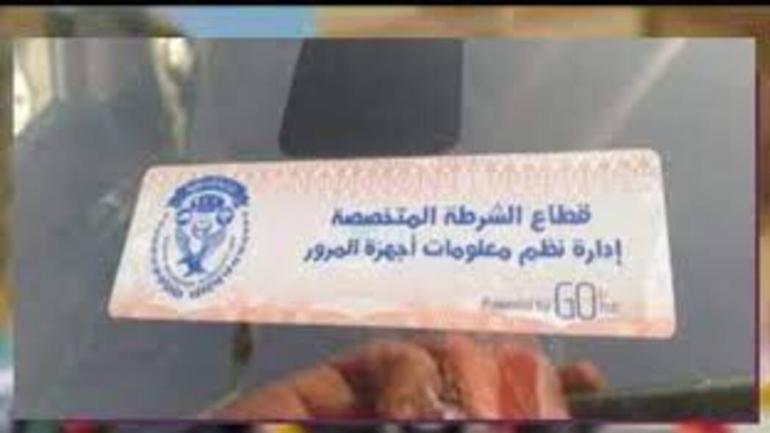 قطاع الشرطة المتخصصة
إدارة نظم معلومات أجهزة المرور
Powered by GO